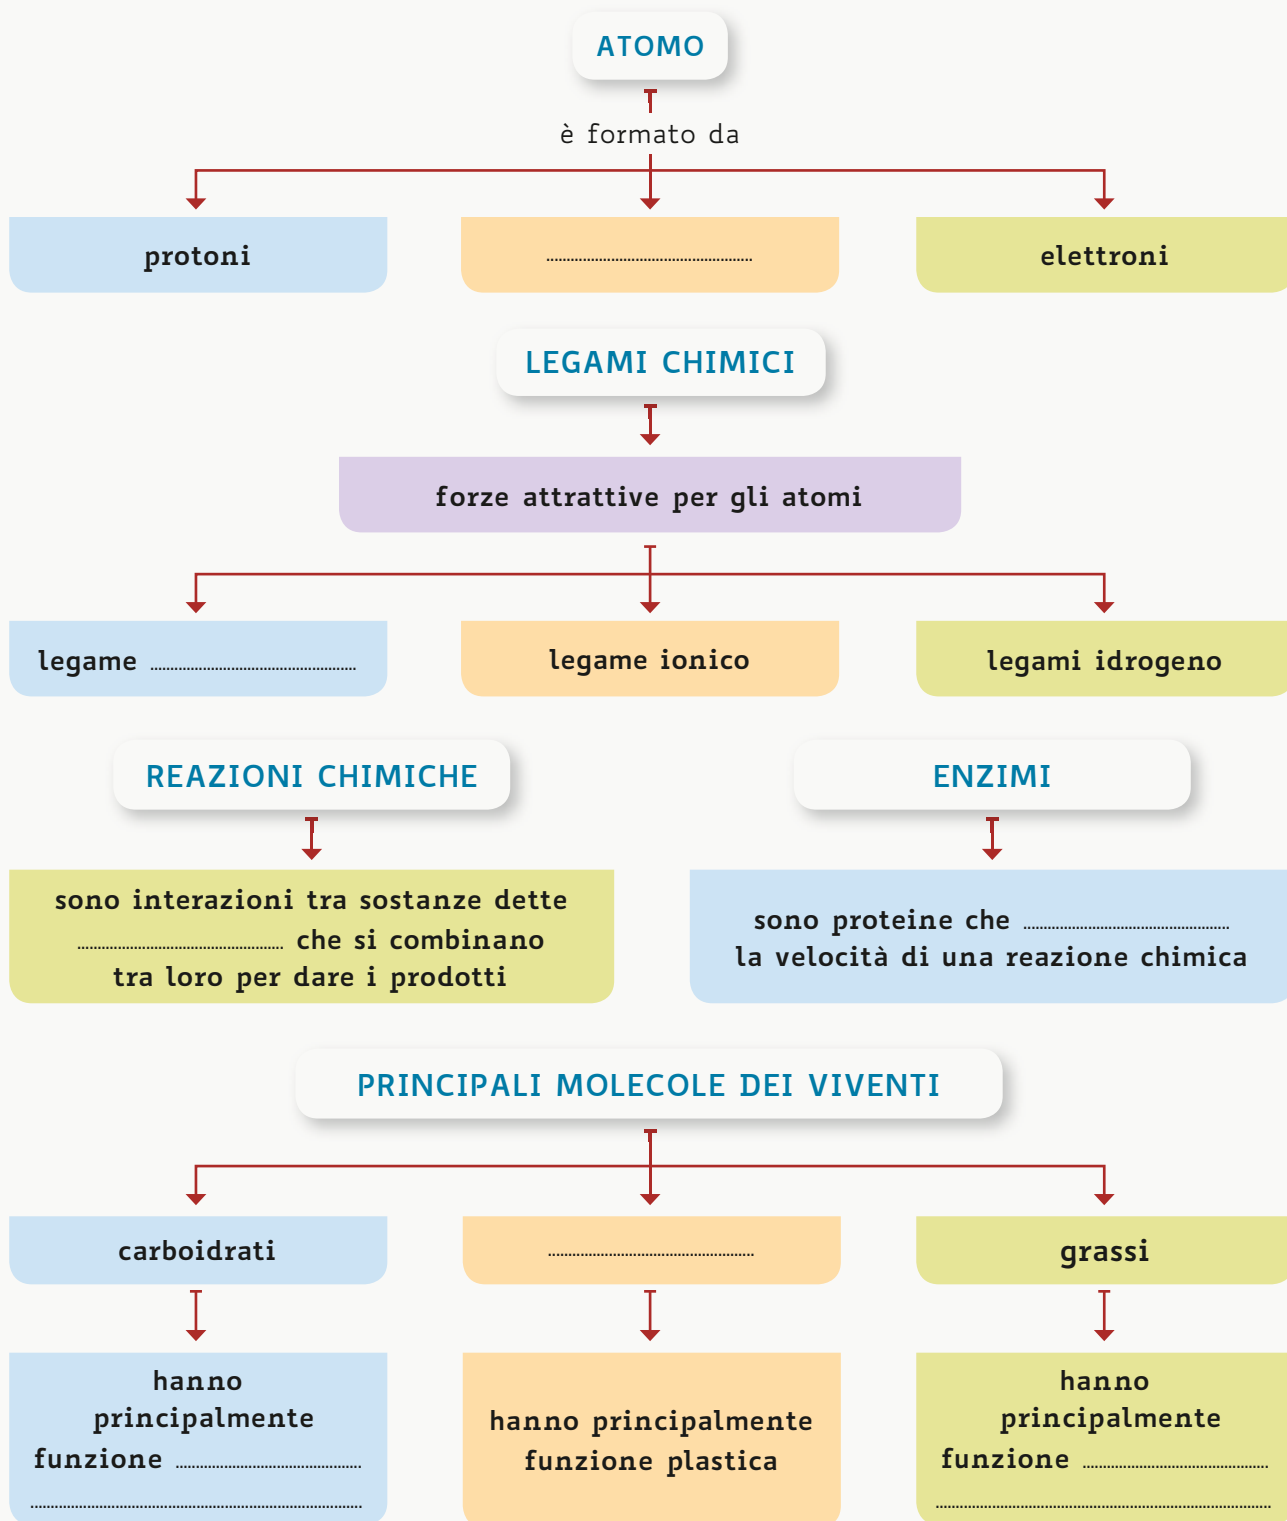 ATOMO
è formato da
protoni
..................................................
elettroni
LEGAMI CHIMICI
forze attrattive per gli atomi
legame ..................................................
legame ionico
legami idrogeno
REAZIONI CHIMICHE
ENZIMI
sono interazioni tra sostanze dette
.................................................. che si combinano
tra loro per dare i prodotti
sono proteine che ..................................................
la velocità di una reazione chimica
PRINCIPALI MOLECOLE DEI VIVENTI
carboidrati
..................................................
grassi
hanno
principalmente
funzione .............................................
.................................................................................
hanno principalmente
funzione plastica
hanno
principalmente
funzione .............................................
.................................................................................